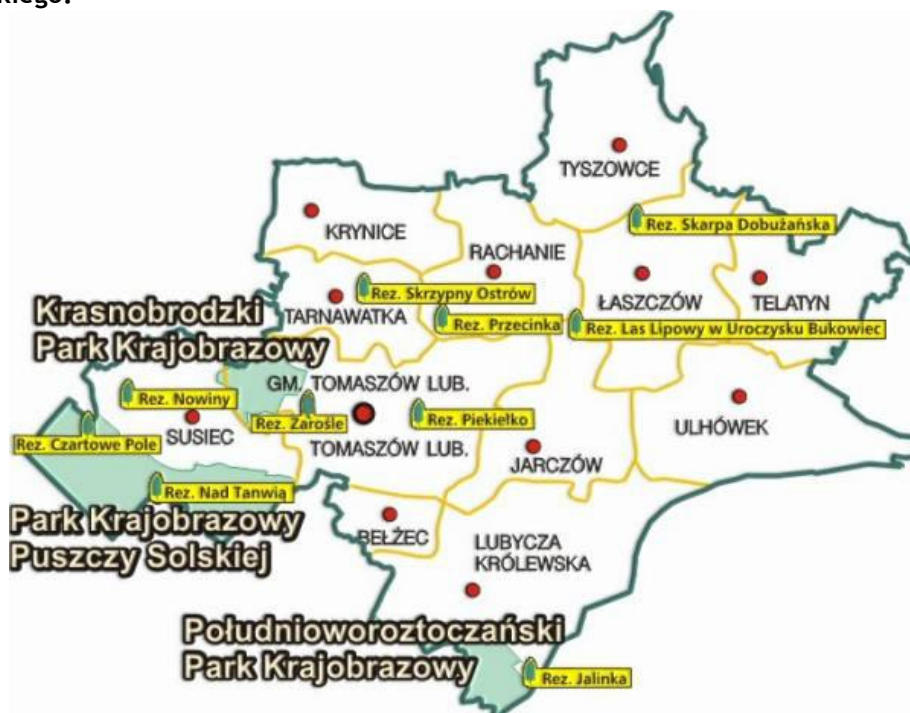 kiego.
TYSZOWCE
Rez. Skarpa Dobużańska
KRYNICE
RACHANIE
Rez. Skrzypny Ostrów
TARNAWATKA
ŁASZCZÓW
TELATYN
Krasnobrodzki
Park Krajobrazowy
Rez. Przecinka
Rez. Las Lipowy w Uroczysku Bukowiec
GM. TOMASZÓW LUB.
Rez. Nowiny
Rez. Zarośle
Rez. Piekiełko
ULHÓWEK
Rez. Czartowe Pole
SUSIEC
TOMASZÓW LUB.
JARCZÓW
Rez. Nad Tanwią
Park Krajobrazowy
Puszczy Solskiej
BEŁŻEC
LUBYCZA
KRÓLEWSKA
Południoworoztoczański
Park Krajobrazowy
Rez. Jalinka